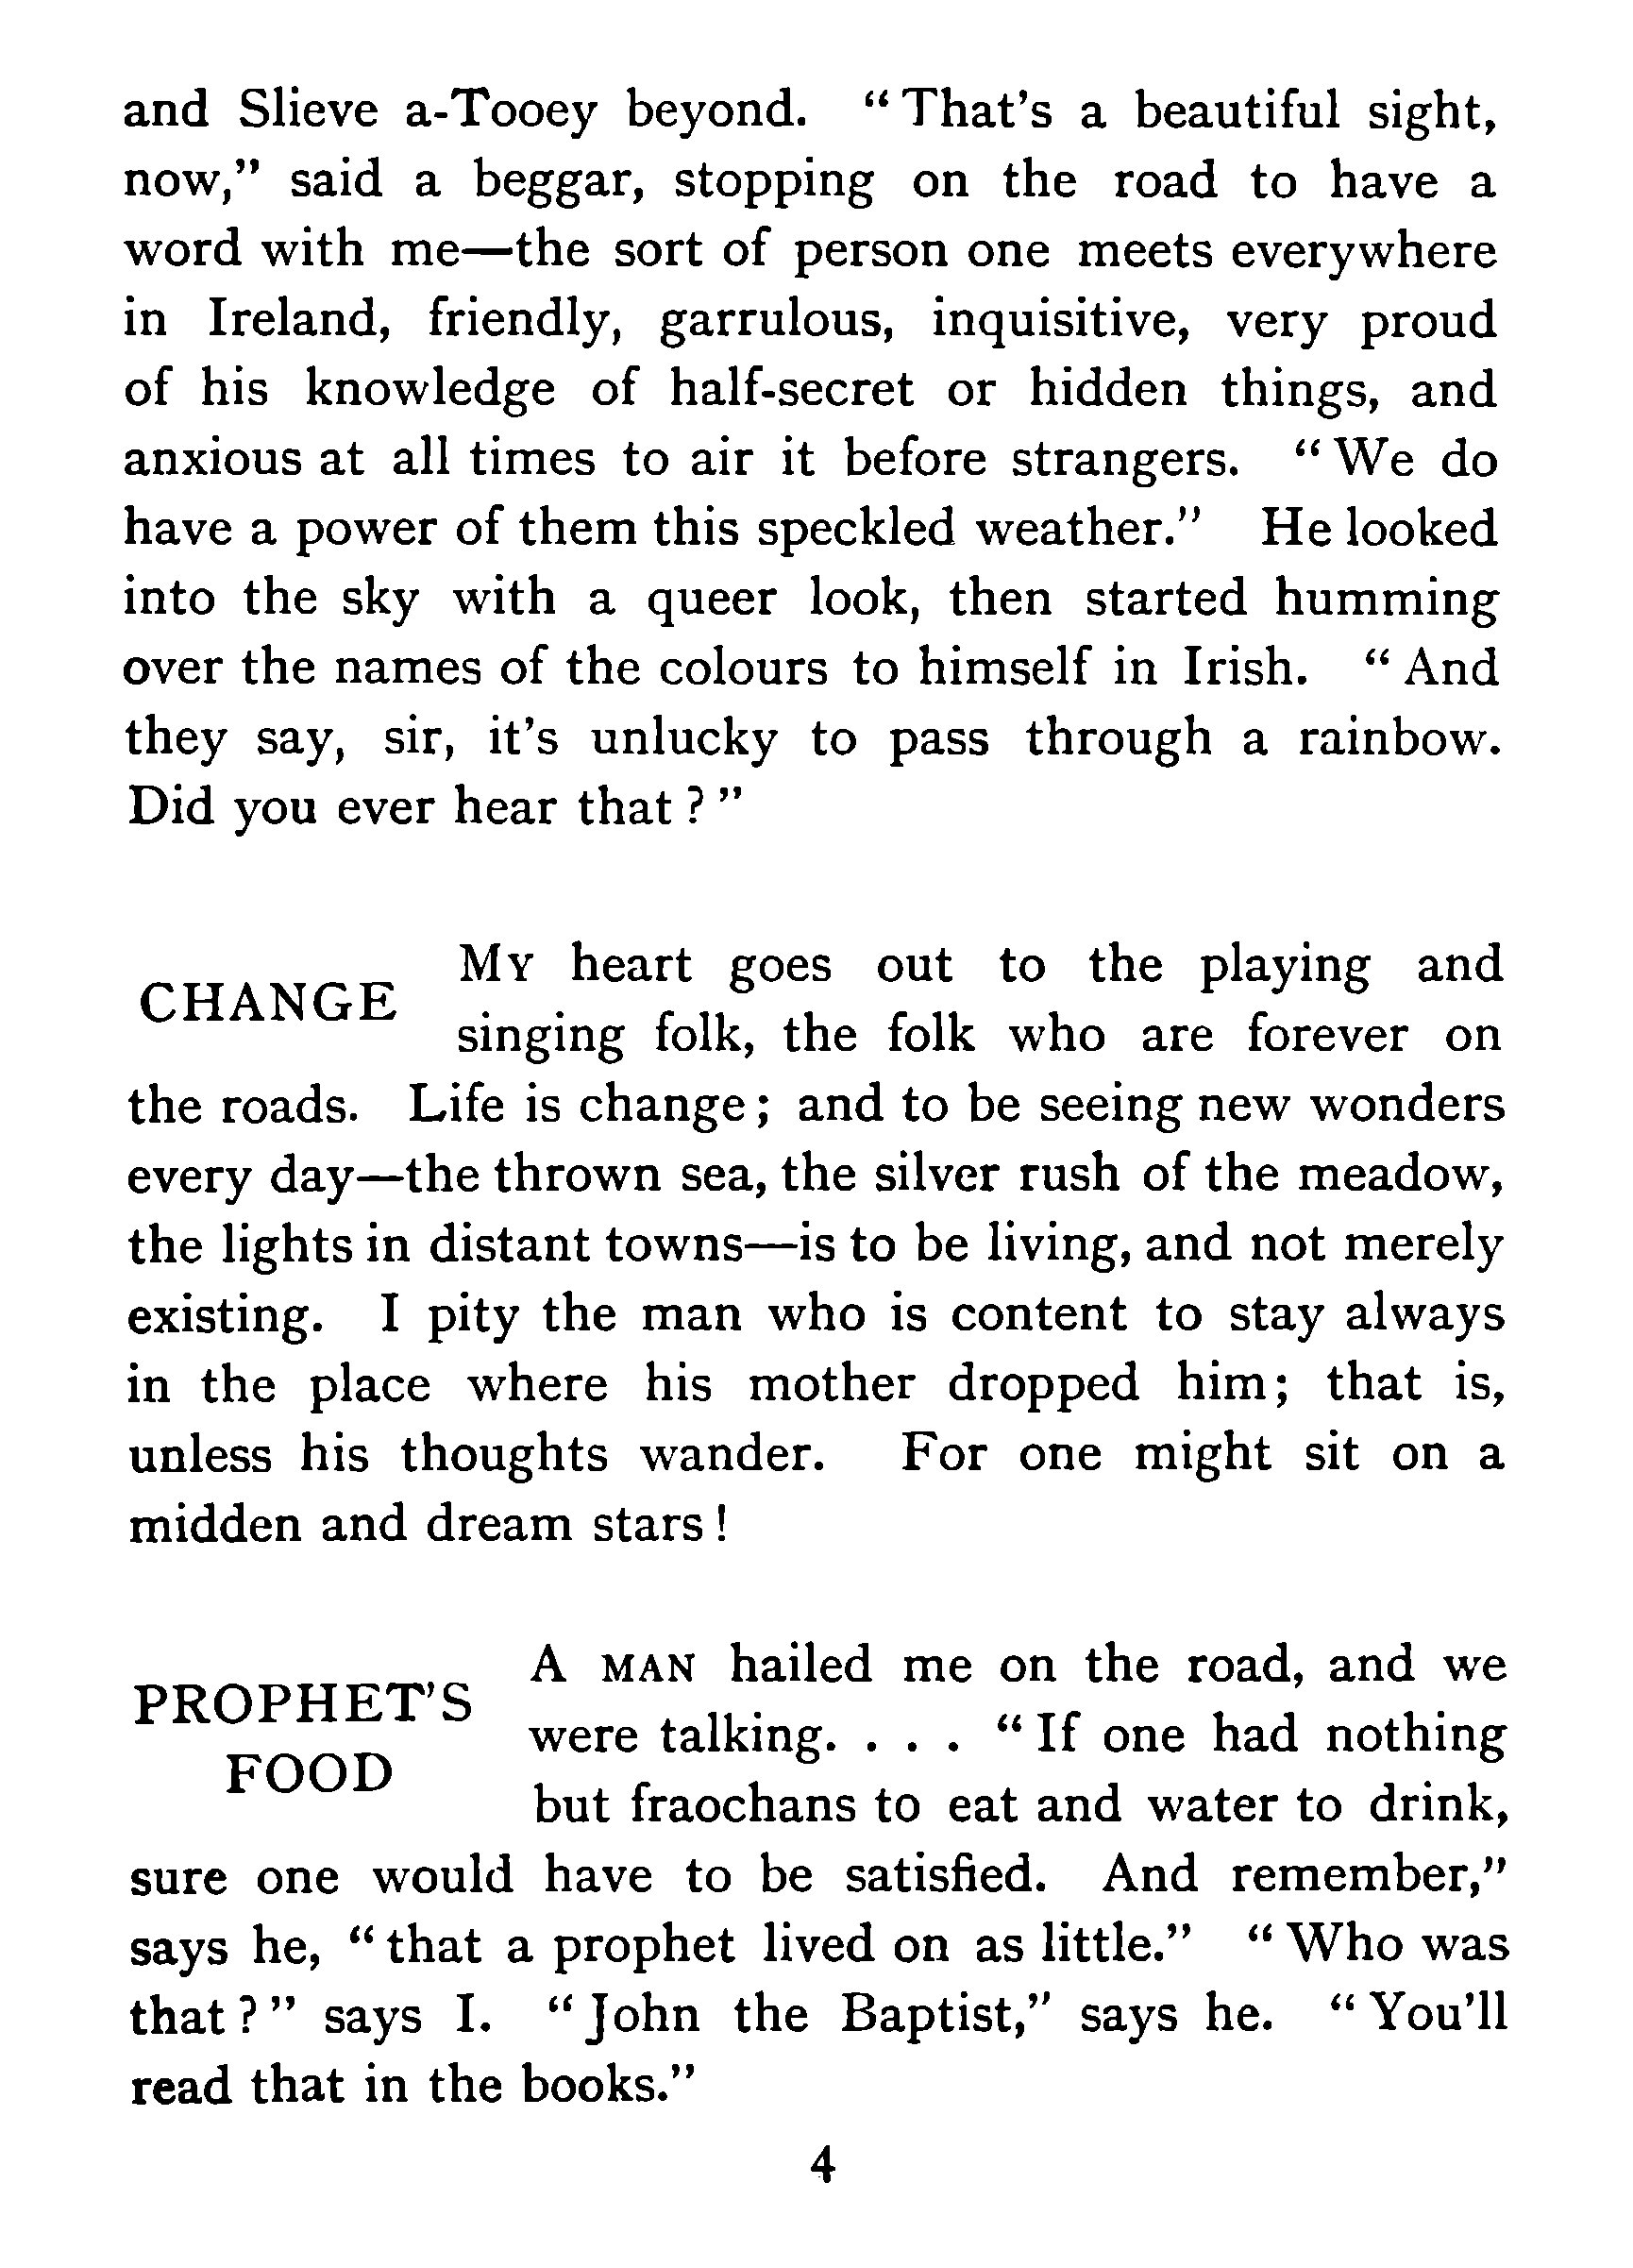 and Slieve a-Tooey beyond. “ That’s a beautiful sight,
now,” said a beggar, stopping on the road to have a
word with me—the sort of person one meets everywhere
in Ireland, friendly, garrulous, inquisitive, very proud
of his knowledge of half-secret or hidden things, and
anxious at all times to air it before strangers. “ We do
have a power of them this speckled weather.” He looked
into the sky with a queer look, then started humming
over the names of the colours to himself in Irish. “ And
they say, sir, it’s unlucky to pass through a rainbow.
Did you ever hear that ? ”
CHANGE
MY heart goes out to the playing and
singing folk, the folk who are forever on
the roads. Life is change ; and to be seeing new wonders
every day—the thrown sea, the silver rush of the meadow,
the lights in distant towns—is to be living, and not merely
existing. I pity the man who is content to stay always
in the place where his mother dropped him ; that is,
unless his thoughts wander. For one might sit on a
midden and dream stars !
PROPHET’S
FOOD
A MAN hailed me on the road, and we
were talking. . . . “ If one had nothing
but fraochans to eat and water to drink,
sure one would have to be satisfied. And remember,”
says he, “ that a prophet lived on as little.” “ Who was
that ? ” says I. “ John the Baptist,” says he. “ You’ll
read that in the books.”
4